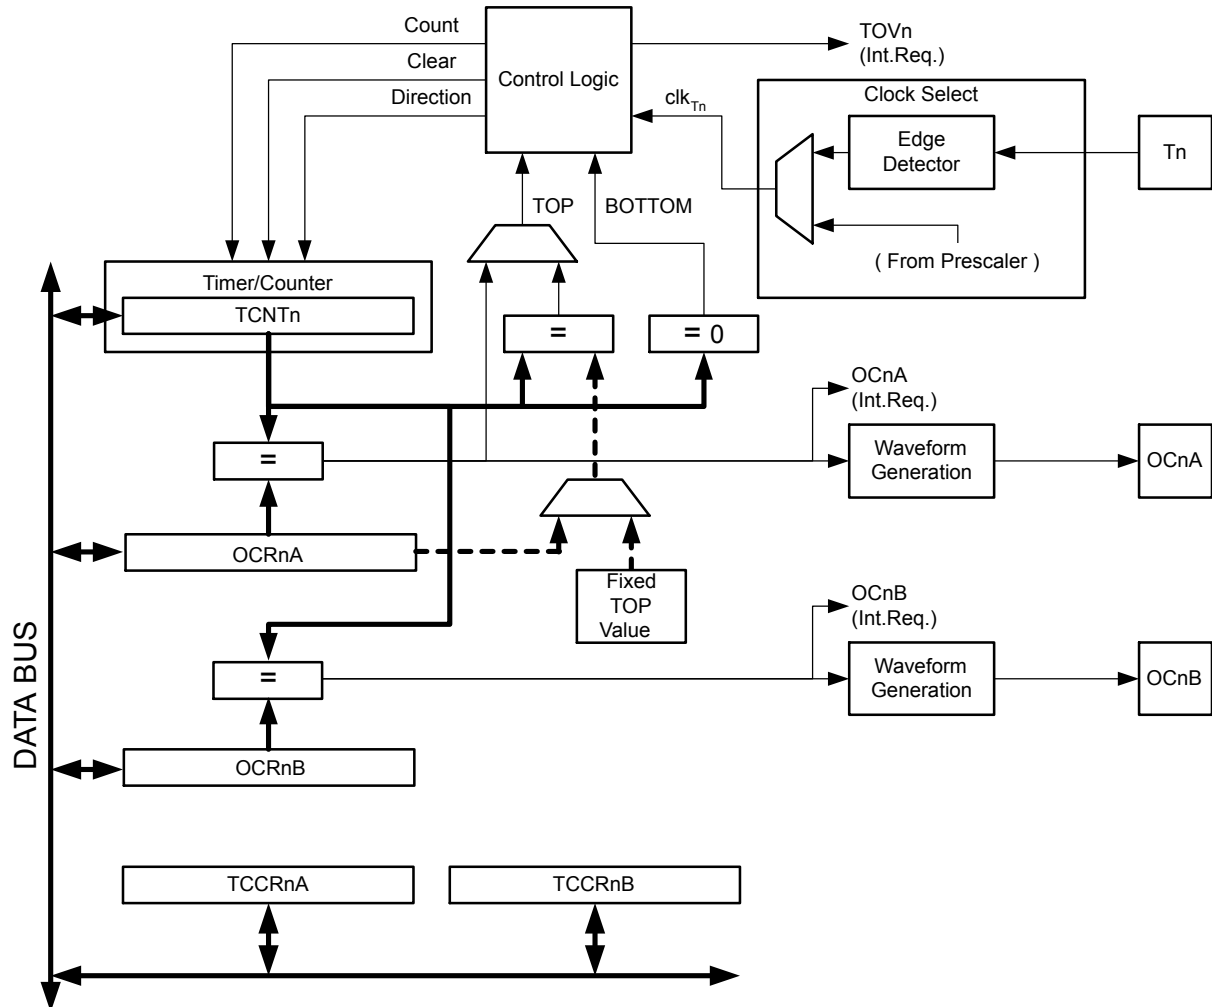 Count
Clear
Direction
Control Logic
TOVn
(Int.Req.)
clkTn
Clock Select
Edge
Detector
Tn
( From Prescaler )
TOP
BOTTOM
Timer/Counter
TCNTn
=
= 0
OCnA
(Int.Req.)
=
Waveform
Generation
OCnA
OCRnA
Fixed
TOP
Value
OCnB
(Int.Req.)
=
Waveform
Generation
OCnB
OCRnB
DATA BUS
TCCRnA
TCCRnB